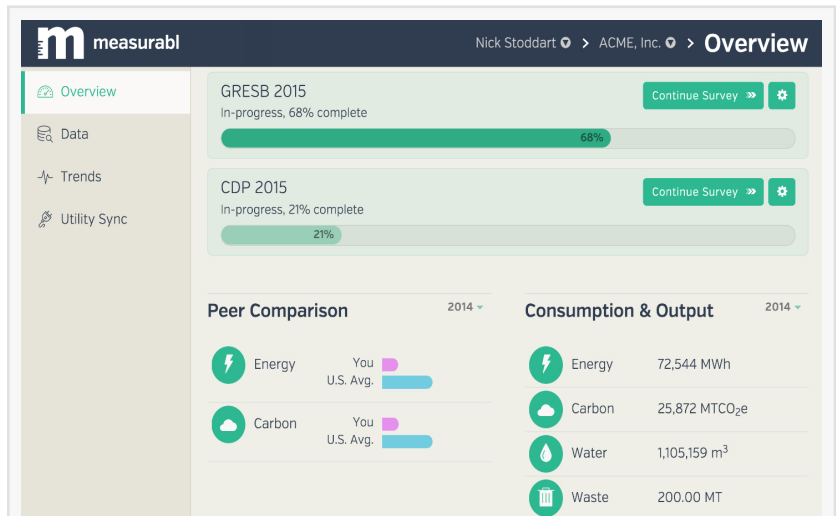 measurabl
Nick Stoddart > ACME, Inc. > Overview
Overview
Data
Trends
Utility Sync
GRESB 2015
In-progress, 68% complete
Continue Survey »
68%
CDP 2015
In-progress, 21% complete
Continue Survey »
21%
Peer Comparison 2014
Energy You
U.S. Avg.
Carbon You
U.S. Avg.
Consumption & Output 2014
Energy 72,544 MWh
Carbon 25,872 MTCO₂e
Water 1,105,159 m³
Waste 200.00 MT